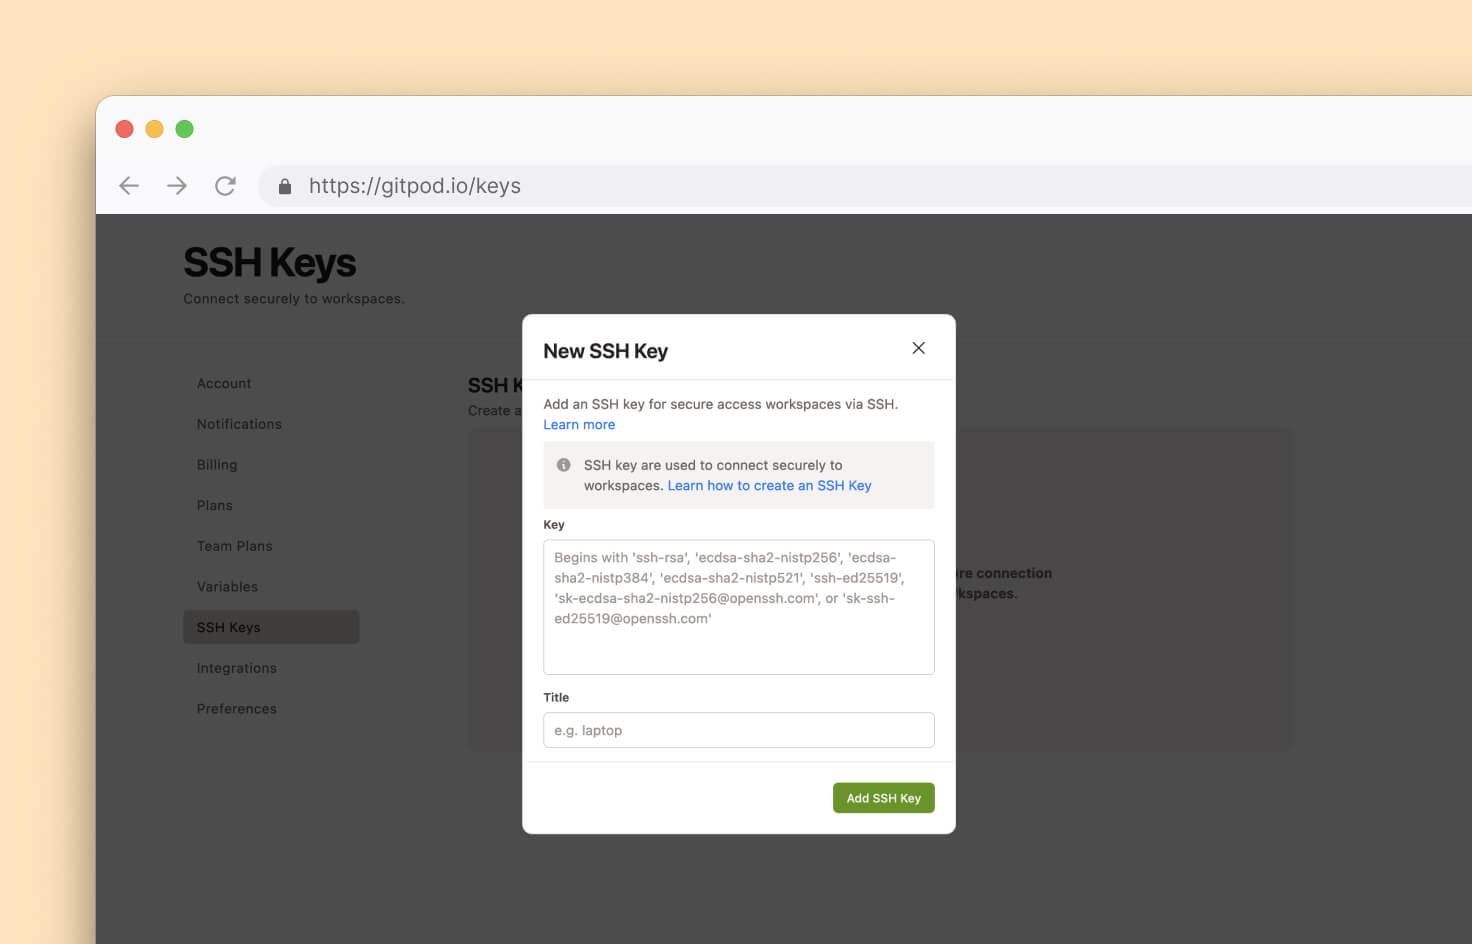 https://gitpod.io/keys
SSH Keys
Connect securely to workspaces.
Account
Notifications
Billing
Plans
Team Plans
Variables
SSH Keys
Integrations
Preferences
SSH K
Create a
re connection
kspaces.
New SSH Key
Add an SSH key for secure access workspaces via SSH.
Learn more
SSH key are used to connect securely to
workspaces. Learn how to create an SSH Key
Key
Begins with 'ssh-rsa', 'ecdsa-sha2-nistp256', 'ecdsa-
sha2-nistp384', 'ecdsa-sha2-nistp521', 'ssh-ed25519',
'sk-ecdsa-sha2-nistp256@openssh.com', or 'sk-ssh-
ed25519@openssh.com'
Title
e.g. laptop
Add SSH Key